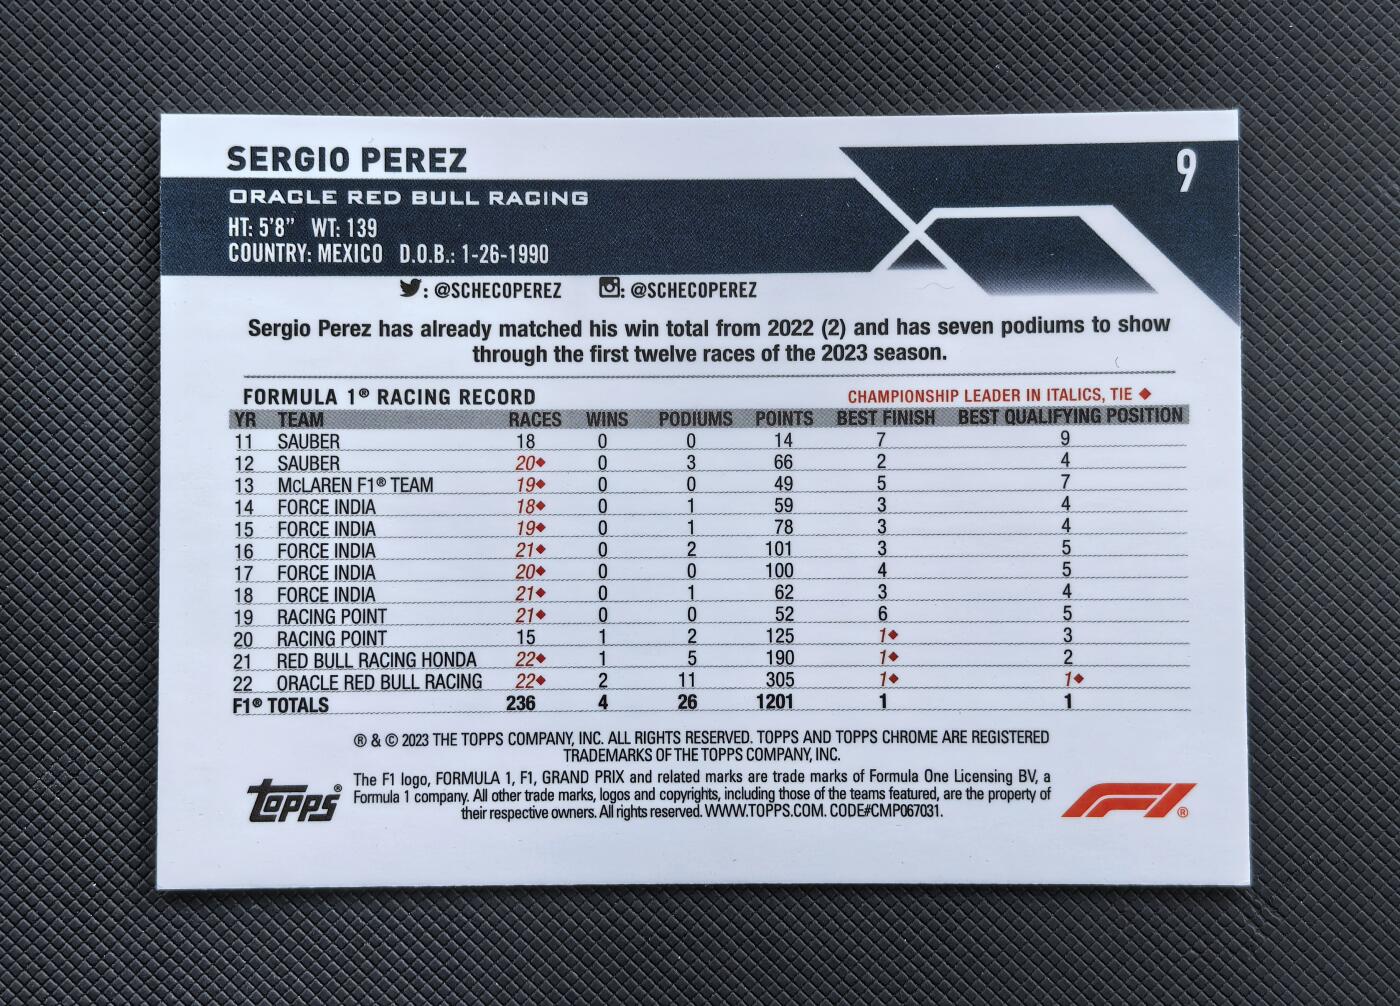 SERGIO PEREZ
9
ORACLE RED BULL RACING
HT: 5'8" WT: 139
COUNTRY: MEXICO D.O.B.: 1-26-1990
: @SCHECOPEREZ : @SCHECOPEREZ
Sergio Perez has already matched his win total from 2022 (2) and has seven podiums to show
through the first twelve races of the 2023 season.
FORMULA 1® RACING RECORD CHAMPIONSHIP LEADER IN ITALICS, TIE ◆
YR TEAM RACES WINS PODIUMS POINTS BEST FINISH BEST QUALIFYING POSITION
11 SAUBER 18 0 0 14 7 9
12 SAUBER 20◆ 0 3 66 2 4
13 McLAREN F1® TEAM 19◆ 0 0 49 5 7
14 FORCE INDIA 18◆ 0 1 59 3 4
15 FORCE INDIA 19◆ 0 1 78 3 4
16 FORCE INDIA 21◆ 0 2 101 3 5
17 FORCE INDIA 20◆ 0 0 100 4 5
18 FORCE INDIA 21◆ 0 1 62 3 4
19 RACING POINT 21◆ 0 0 52 6 5
20 RACING POINT 15 1 2 125 1◆ 3
21 RED BULL RACING HONDA 22◆ 1 5 190 1◆ 2
22 ORACLE RED BULL RACING 22◆ 2 11 305 1◆ 1◆
F1® TOTALS 236 4 26 1201 1 1
® & © 2023 THE TOPPS COMPANY, INC. ALL RIGHTS RESERVED. TOPPS AND TOPPS CHROME ARE REGISTERED
TRADEMARKS OF THE TOPPS COMPANY, INC.
The F1 logo, FORMULA 1, F1, GRAND PRIX and related marks are trade marks of Formula One Licensing BV, a
Formula 1 company. All other trade marks, logos and copyrights, including those of the teams featured, are the property of
their respective owners. All rights reserved. WWW.TOPPS.COM. CODE#CMP067031.
Topps®
F1®